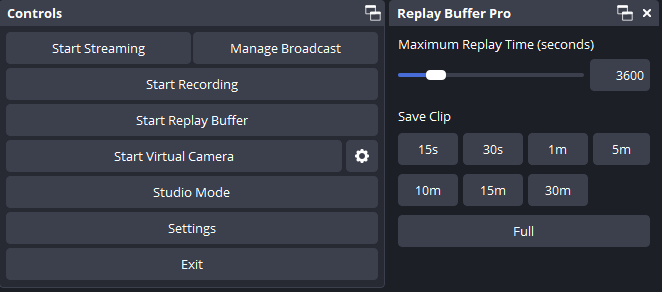 Controls
Start Streaming
Manage Broadcast
Start Recording
Start Replay Buffer
Start Virtual Camera
Studio Mode
Settings
Exit
Replay Buffer Pro
Maximum Replay Time (seconds)
3600
Save Clip
15s 30s 1m 5m
10m 15m 30m
Full